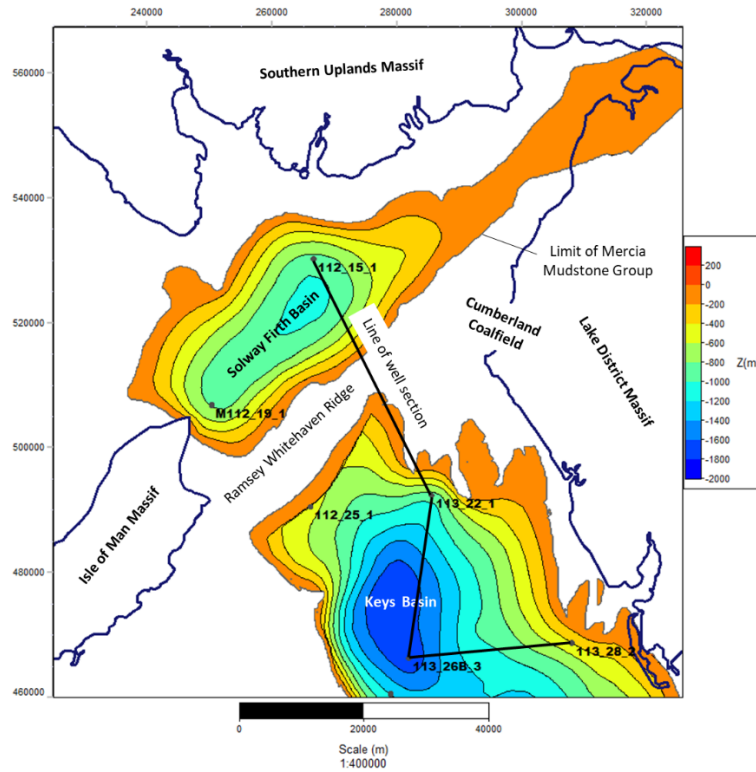 240000 260000 280000 300000 320000
560000
540000
520000
500000
480000
460000
Southern Uplands Massif
Limit of Mercia
Mudstone Group
112_15_1
Solway Firth Basin
Line of well section
Cumberland
Coalfield
Lake District Massif
M112_19_1
Ramsey Whitehaven Ridge
Isle of Man Massif
112_25_1
113_22_1
Keys Basin
113_26B_3
113_28_2
200
0
-200
-400
-600
-800
-1000
-1200
-1400
-1600
-1800
-2000
Z(m
0 20000 40000
Scale (m)
1:400000